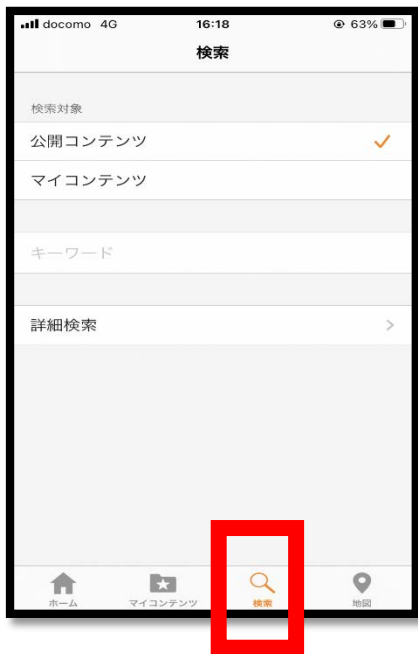 docomo 4G 16:18 63%
検索
検索対象
公開コンテンツ
マイコンテンツ
キーワード
詳細検索
ホーム マイコンテンツ 検索 地図